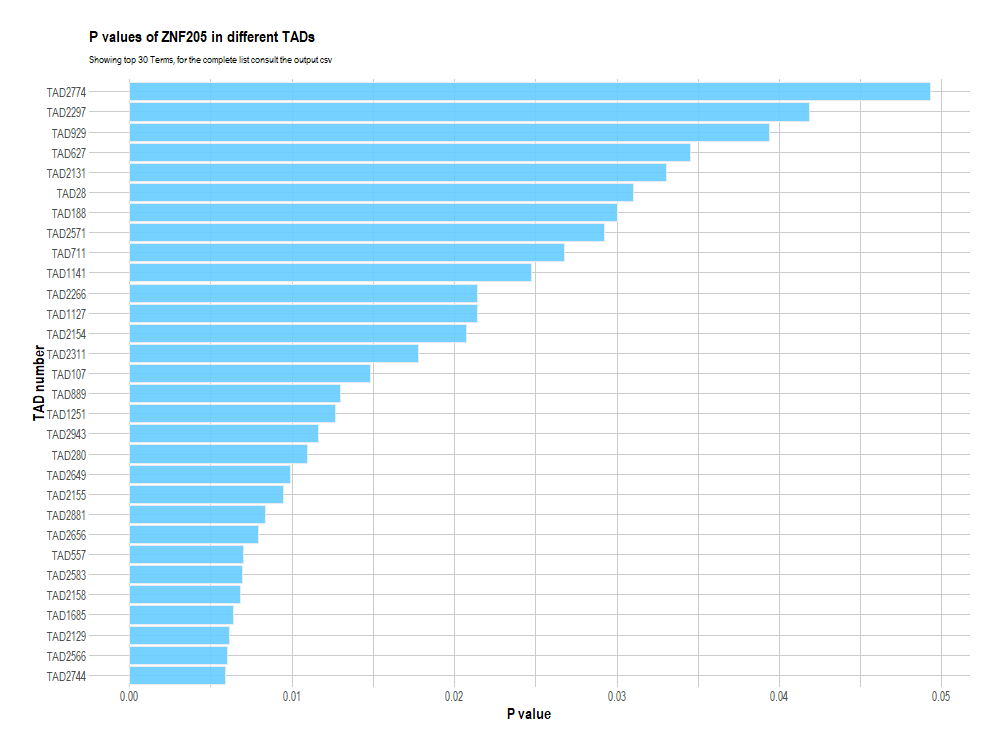 P values of ZNF205 in different TADs
Showing top 30 Terms, for the complete list consult the output csv
TAD number
TAD2774
TAD2297
TAD929
TAD627
TAD2131
TAD28
TAD188
TAD2571
TAD711
TAD1141
TAD2266
TAD1127
TAD2154
TAD2311
TAD107
TAD889
TAD1251
TAD2943
TAD280
TAD2649
TAD2155
TAD2881
TAD2656
TAD557
TAD2583
TAD2158
TAD1685
TAD2129
TAD2566
TAD2744
0.00 0.01 0.02 0.03 0.04 0.05
P value